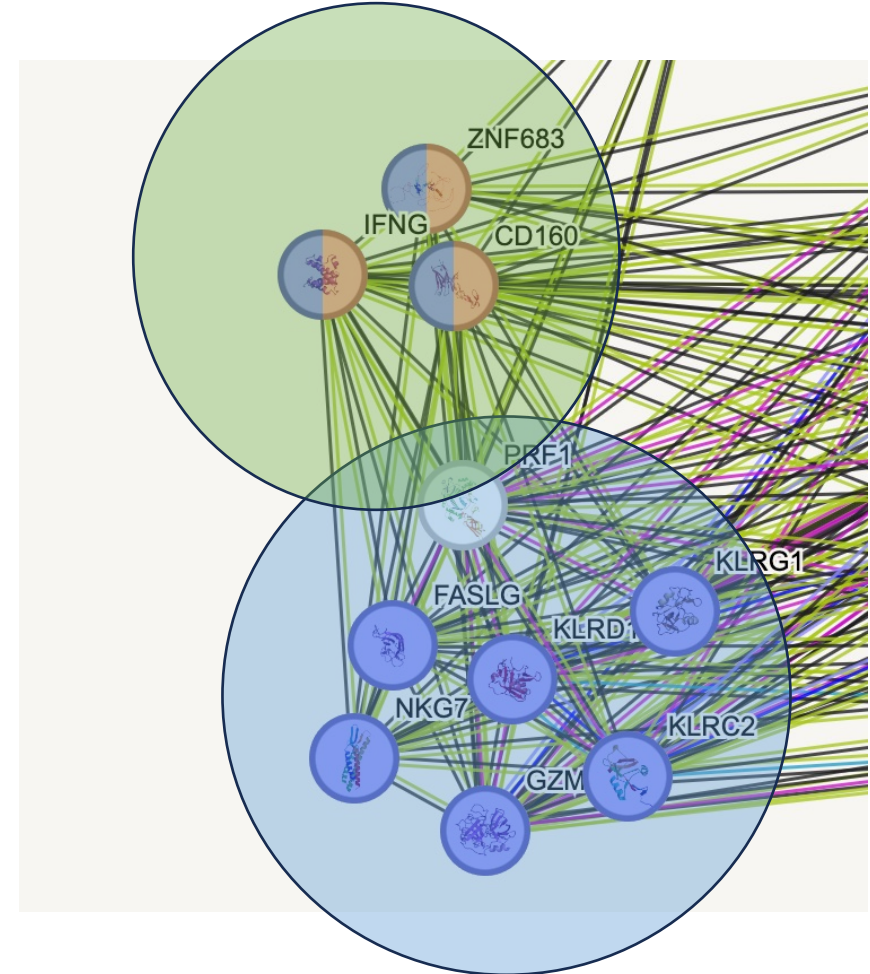 ZNF683
IFNG
CD160
PRF1
KLRG1
FASLG
KLRD1
NKG7
KLRC2
GZM